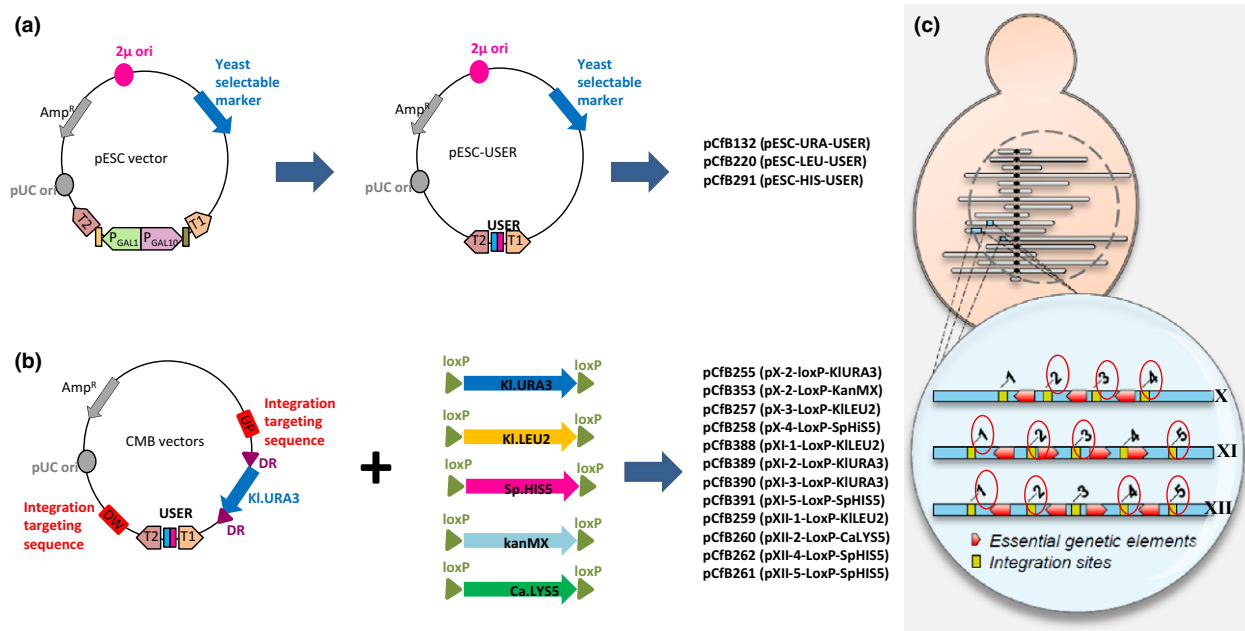 (a)
2µ ori
Yeast
selectable
marker
Amp^R
pESC vector
pUC ori
T2
P_GAL1
P_GAL10
T1
2µ ori
Yeast
selectable
marker
Amp^R
pESC-USER
pUC ori
USER
T2
T1
pCfB132 (pESC-URA-USER)
pCfB220 (pESC-LEU-USER)
pCfB291 (pESC-HIS-USER)
(b)
Amp^R
UP
Integration
targeting
sequence
CMB vectors
DR
pUC ori
Kl.URA3
Integration
targeting
sequence
DW
USER
T2
T1
DR
+
loxP
Kl.URA3
loxP
loxP
Kl.LEU2
loxP
loxP
Sp.HIS5
loxP
loxP
kanMX
loxP
loxP
Ca.LYS5
loxP
pCfB255 (pX-2-loxP-KlURA3)
pCfB353 (pX-2-LoxP-KanMX)
pCfB257 (pX-3-LoxP-KlLEU2)
pCfB258 (pX-4-LoxP-SpHiS5)
pCfB388 (pXI-1-LoxP-KlLEU2)
pCfB389 (pXI-2-LoxP-KlURA3)
pCfB390 (pXI-3-LoxP-KlURA3)
pCfB391 (pXI-5-LoxP-SpHIS5)
pCfB259 (pXII-1-LoxP-KlLEU2)
pCfB260 (pXII-2-LoxP-CaLYS5)
pCfB262 (pXII-4-LoxP-SpHIS5)
pCfB261 (pXII-5-LoxP-SpHIS5)
(c)
1 2 3 4
X
1 2 3 4 5
XI
1 2 3 4 5
XII
Essential genetic elements
Integration sites